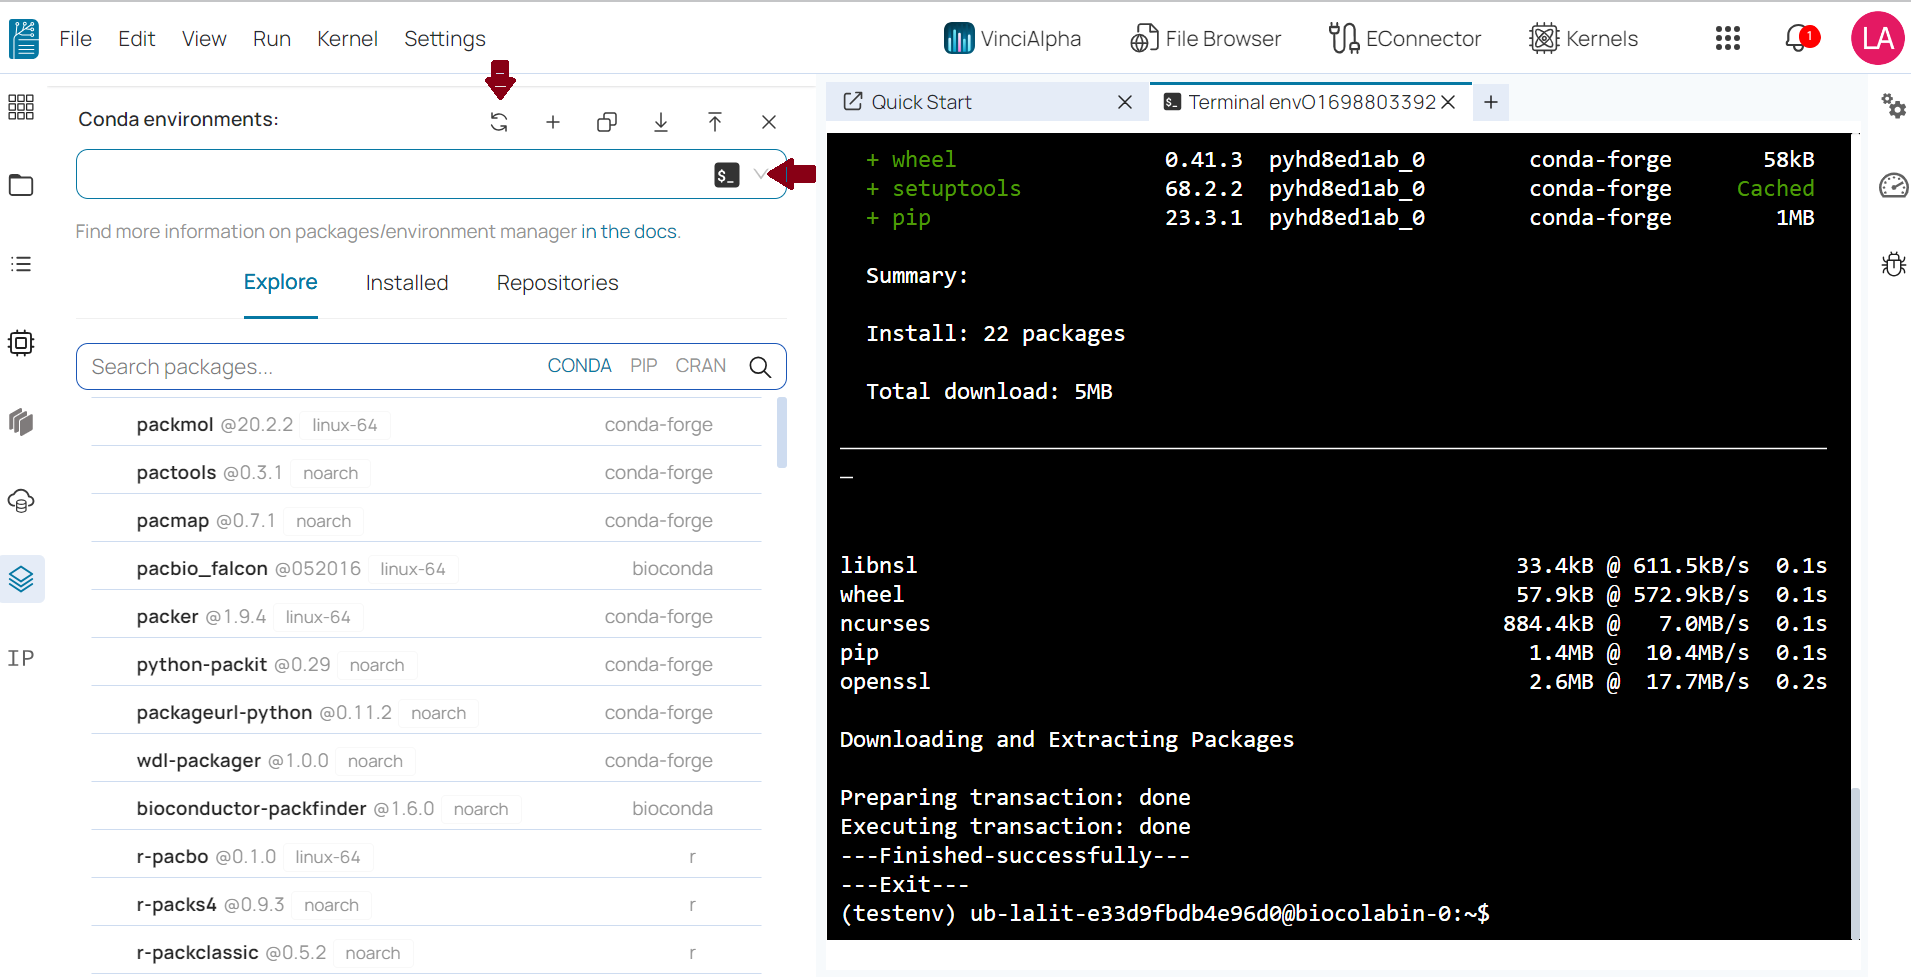 File Edit View Run Kernel Settings VinciAlpha File Browser EConnector Kernels 1 LA
Conda environments:
$_
Find more information on packages/environment manager in the docs.
Explore Installed Repositories
Search packages... CONDA PIP CRAN
packmol @20.2.2 linux-64 conda-forge
pactools @0.3.1 noarch conda-forge
pacmap @0.7.1 noarch conda-forge
pacbio_falcon @052016 linux-64 bioconda
packer @1.9.4 linux-64 conda-forge
python-packit @0.29 noarch conda-forge
packageurl-python @0.11.2 noarch conda-forge
wdl-packager @1.0.0 noarch conda-forge
bioconductor-packfinder @1.6.0 noarch bioconda
r-pacbo @0.1.0 linux-64 r
r-packs4 @0.9.3 noarch r
r-packclassic @0.5.2 noarch r
IP
Quick Start $_ Terminal envO1698803392
+ wheel 0.41.3 pyhd8ed1ab_0 conda-forge 58kB
+ setuptools 68.2.2 pyhd8ed1ab_0 conda-forge Cached
+ pip 23.3.1 pyhd8ed1ab_0 conda-forge 1MB
Summary:
Install: 22 packages
Total download: 5MB
libnsl 33.4kB @ 611.5kB/s 0.1s
wheel 57.9kB @ 572.9kB/s 0.1s
ncurses 884.4kB @ 7.0MB/s 0.1s
pip 1.4MB @ 10.4MB/s 0.1s
openssl 2.6MB @ 17.7MB/s 0.2s
Downloading and Extracting Packages
Preparing transaction: done
Executing transaction: done
---Finished-successfully---
---Exit---
(testenv) ub-lalit-e33d9fbdb4e96d0@biocolabin-0:~$